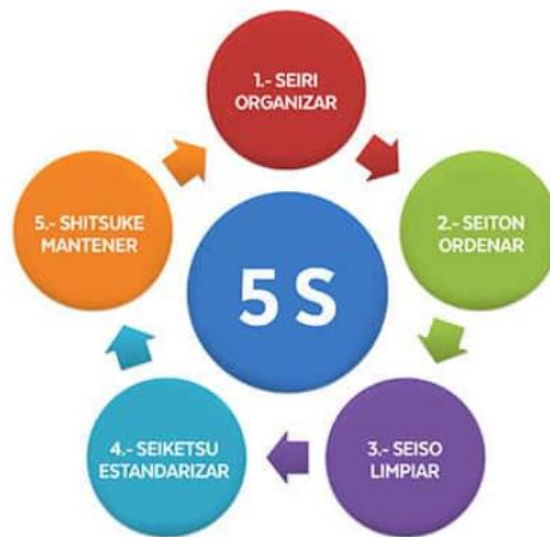 1.- SEIRI
ORGANIZAR
2.- SEITON
ORDENAR
3.- SEISO
LIMPIAR
4.- SEIKETSU
ESTANDARIZAR
5.- SHITSUKE
MANTENER
5 S